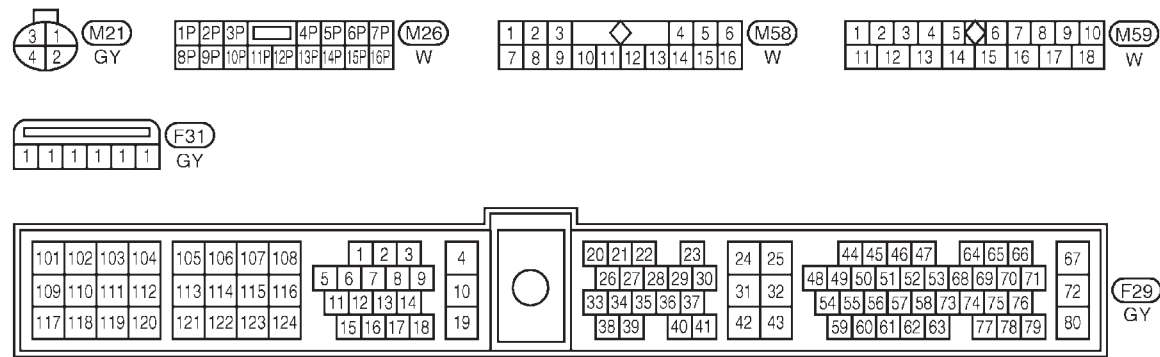 3 1 M21 1P 2P 3P 4P 5P 6P 7P M26 1 2 3 4 5 6 M58 1 2 3 4 5 6 7 8 9 10 M59
4 2 GY 8P 9P 10P 11P 12P 13P 14P 15P 16P W 7 8 9 10 11 12 13 14 15 16 W 11 12 13 14 15 16 17 18 W
F31
1 1 1 1 1 1 GY
101 102 103 104 105 106 107 108 1 2 3 4 20 21 22 23 24 25 44 45 46 47 64 65 66 67
5 6 7 8 9 26 27 28 29 30 48 49 50 51 52 53 68 69 70 71
109 110 111 112 113 114 115 116 10 31 32 72 F29
11 12 13 14 33 34 35 36 37 54 55 56 57 58 73 74 75 76 GY
117 118 119 120 121 122 123 124 15 16 17 18 19 38 39 40 41 42 43 59 60 61 62 63 77 78 79 80